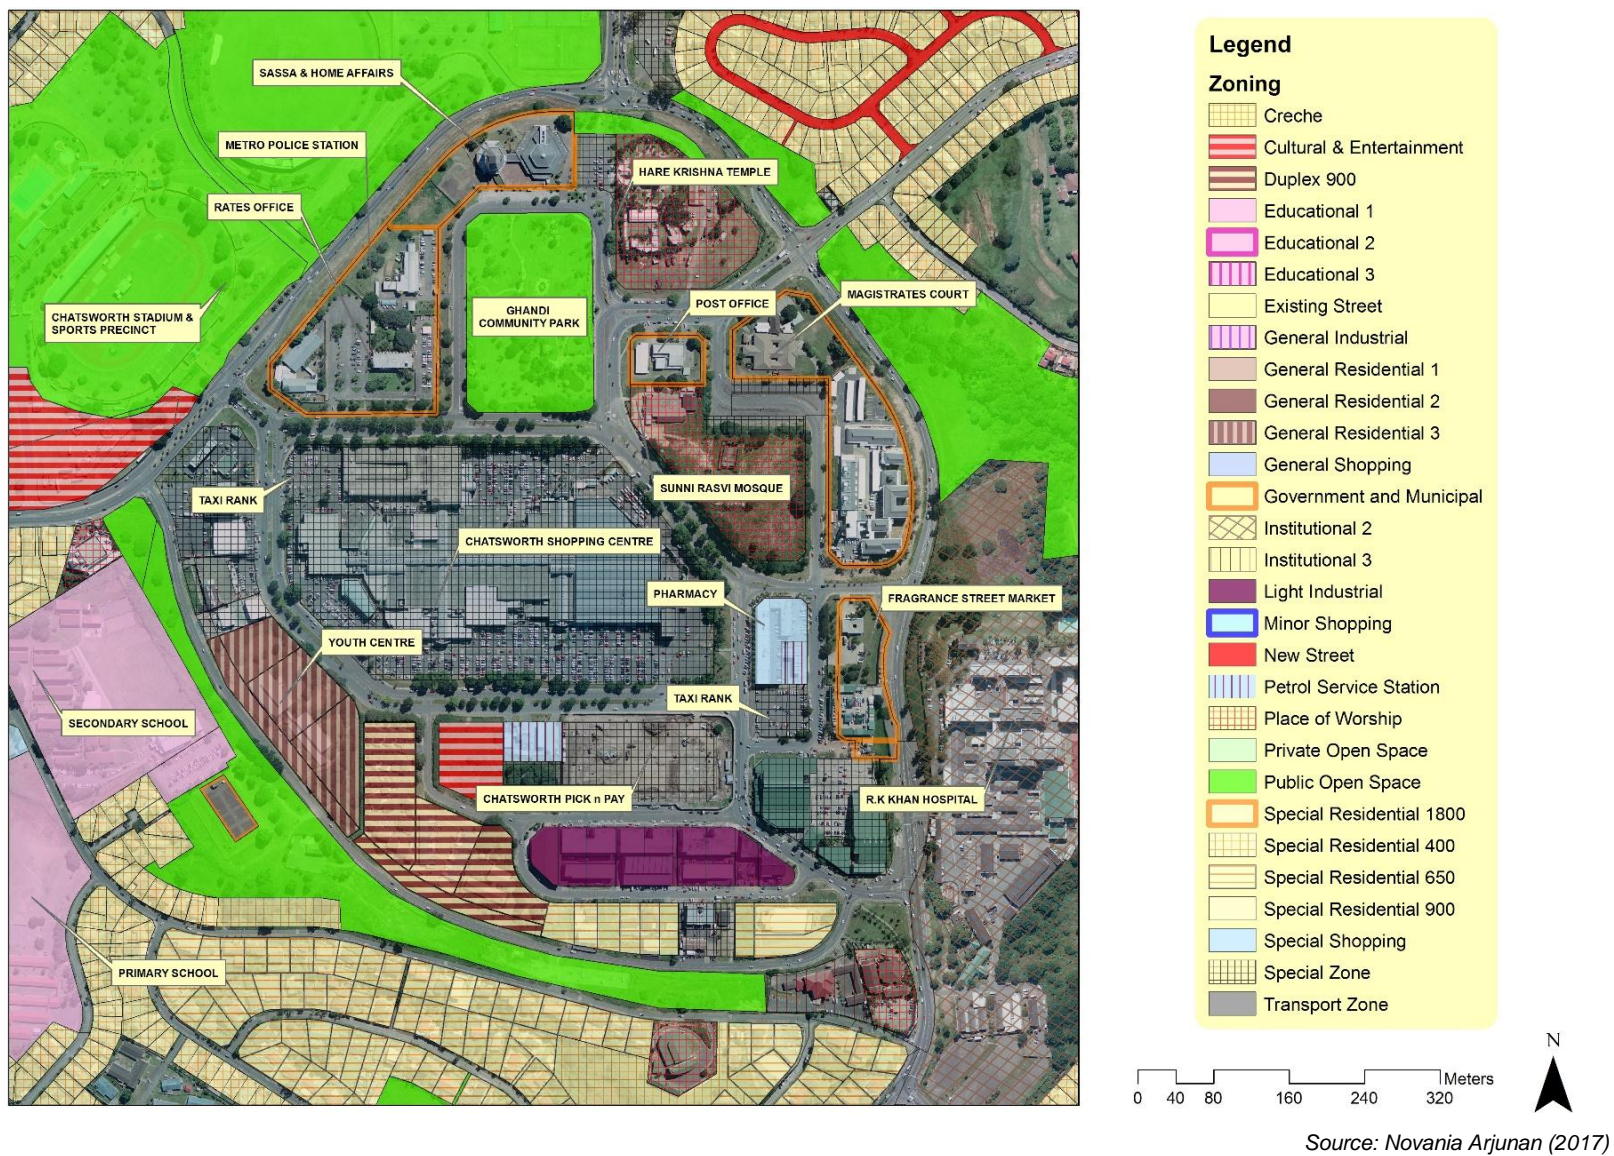 SASSA & HOME AFFAIRS
METRO POLICE STATION
HARE KRISHNA TEMPLE
RATES OFFICE
POST OFFICE
MAGISTRATES COURT
CHATSWORTH STADIUM &
SPORTS PRECINCT
GHANDI
COMMUNITY PARK
TAXI RANK
SUNNI RASVI MOSQUE
CHATSWORTH SHOPPING CENTRE
PHARMACY
FRAGRANCE STREET MARKET
YOUTH CENTRE
TAXI RANK
SECONDARY SCHOOL
CHATSWORTH PICK n PAY
R.K KHAN HOSPITAL
PRIMARY SCHOOL
Legend
Zoning
Creche
Cultural & Entertainment
Duplex 900
Educational 1
Educational 2
Educational 3
Existing Street
General Industrial
General Residential 1
General Residential 2
General Residential 3
General Shopping
Government and Municipal
Institutional 2
Institutional 3
Light Industrial
Minor Shopping
New Street
Petrol Service Station
Place of Worship
Private Open Space
Public Open Space
Special Residential 1800
Special Residential 400
Special Residential 650
Special Residential 900
Special Shopping
Special Zone
Transport Zone
N
Meters
0 40 80 160 240 320
Source: Novania Arjunan (2017)